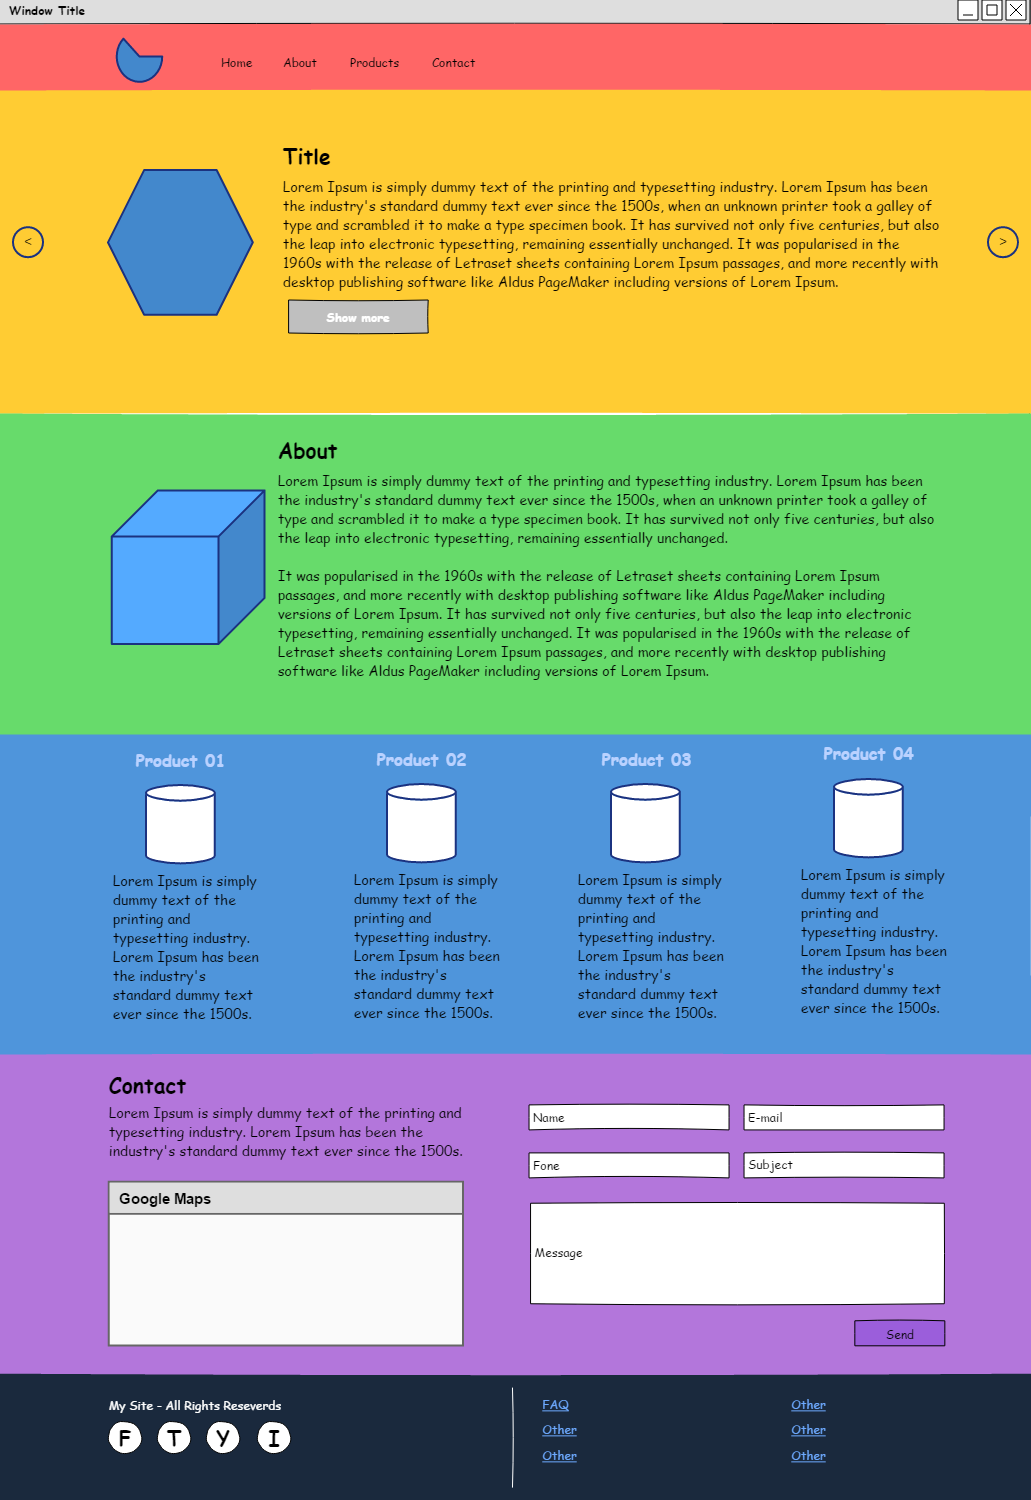 Window Title
Home About Products Contact
Title
Lorem Ipsum is simply dummy text of the printing and typesetting industry. Lorem Ipsum has been
the industry's standard dummy text ever since the 1500s, when an unknown printer took a galley of
type and scrambled it to make a type specimen book. It has survived not only five centuries, but also
the leap into electronic typesetting, remaining essentially unchanged. It was popularised in the
1960s with the release of Letraset sheets containing Lorem Ipsum passages, and more recently with
desktop publishing software like Aldus PageMaker including versions of Lorem Ipsum.
<
>
Show more
About
Lorem Ipsum is simply dummy text of the printing and typesetting industry. Lorem Ipsum has been
the industry's standard dummy text ever since the 1500s, when an unknown printer took a galley of
type and scrambled it to make a type specimen book. It has survived not only five centuries, but also
the leap into electronic typesetting, remaining essentially unchanged.
It was popularised in the 1960s with the release of Letraset sheets containing Lorem Ipsum
passages, and more recently with desktop publishing software like Aldus PageMaker including
versions of Lorem Ipsum. It has survived not only five centuries, but also the leap into electronic
typesetting, remaining essentially unchanged. It was popularised in the 1960s with the release of
Letraset sheets containing Lorem Ipsum passages, and more recently with desktop publishing
software like Aldus PageMaker including versions of Lorem Ipsum.
Product 01
Lorem Ipsum is simply
dummy text of the
printing and
typesetting industry.
Lorem Ipsum has been
the industry's
standard dummy text
ever since the 1500s.
Product 02
Lorem Ipsum is simply
dummy text of the
printing and
typesetting industry.
Lorem Ipsum has been
the industry's
standard dummy text
ever since the 1500s.
Product 03
Lorem Ipsum is simply
dummy text of the
printing and
typesetting industry.
Lorem Ipsum has been
the industry's
standard dummy text
ever since the 1500s.
Product 04
Lorem Ipsum is simply
dummy text of the
printing and
typesetting industry.
Lorem Ipsum has been
the industry's
standard dummy text
ever since the 1500s.
Contact
Lorem Ipsum is simply dummy text of the printing and
typesetting industry. Lorem Ipsum has been the
industry's standard dummy text ever since the 1500s.
Google Maps
Name
E-mail
Fone
Subject
Message
Send
My Site - All Rights Reseverds
F T Y I
FAQ
Other
Other
Other
Other
Other